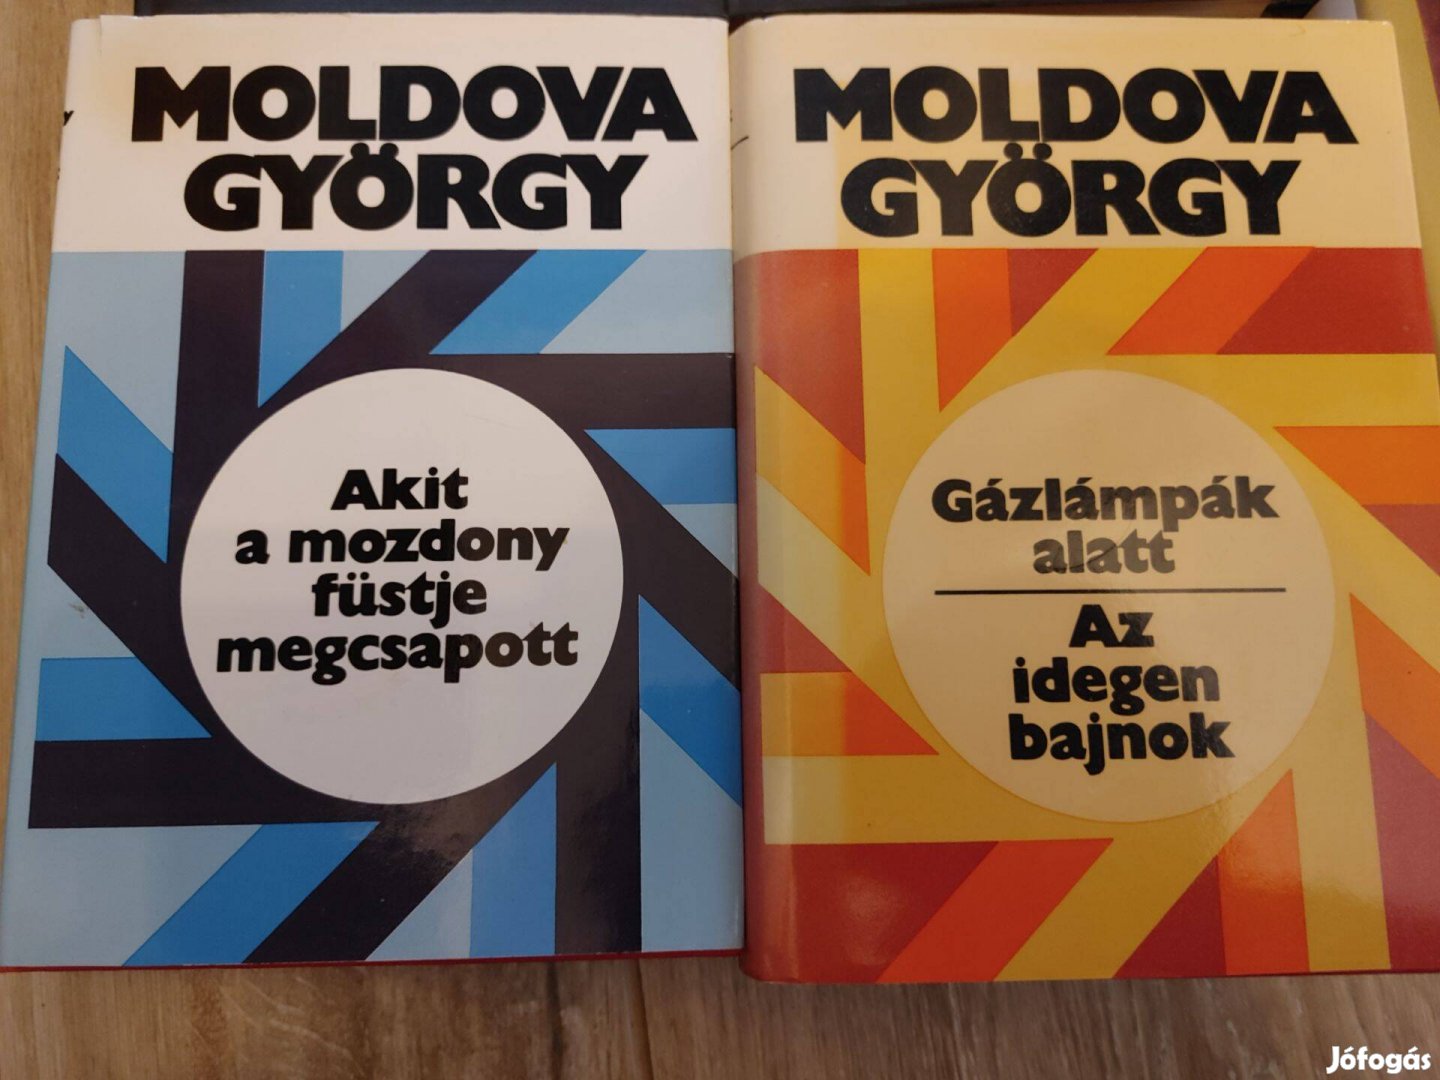 MOLDOVA
GYÖRGY
Akit
a mozdony
füstje
megcsapott
MOLDOVA
GYÖRGY
Gázlámpák
alatt
Az
idegen
bajnok
Jófogás